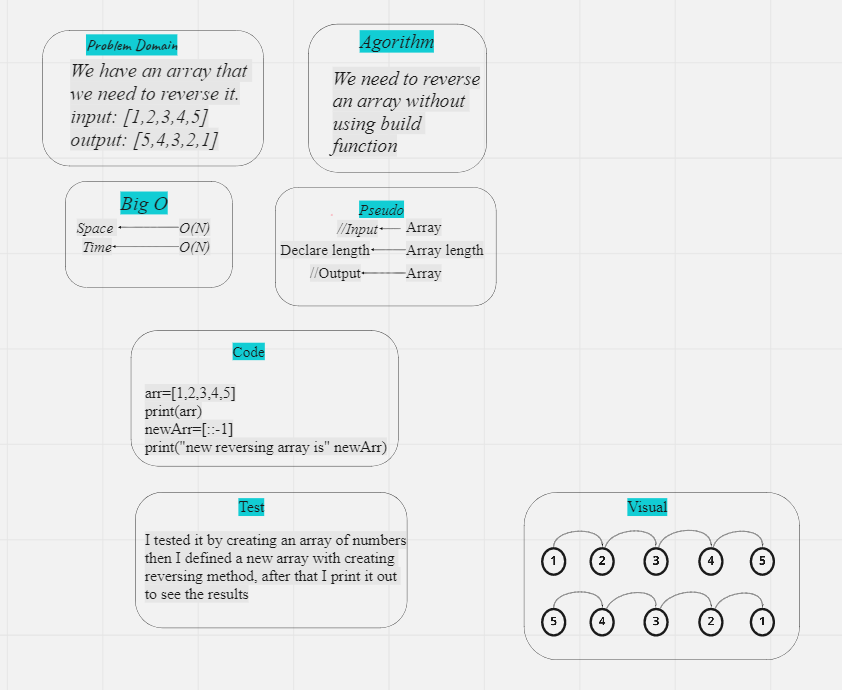 Problem Domain
We have an array that
we need to reverse it.
input: [1,2,3,4,5]
output: [5,4,3,2,1]
Agorithm
We need to reverse
an array without
using build
function
Big O
Space O(N)
Time O(N)
Pseudo
//Input Array
Declare length Array length
//Output Array
Code
arr=[1,2,3,4,5]
print(arr)
newArr=[::-1]
print("new reversing array is" newArr)
Test
I tested it by creating an array of numbers
then I defined a new array with creating
reversing method, after that I print it out
to see the results
Visual
1 2 3 4 5
5 4 3 2 1